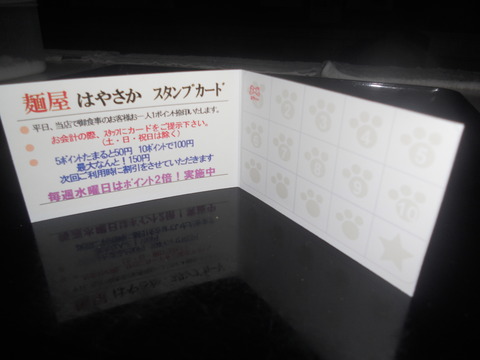 麺屋 はやさか スタンプカード
平日、当店で御食事のお客様お一人1ポイント捺印いたします。
お会計の際、スタッフにカードをご提示下さい。
(土・日・祝日は除く)
5ポイントたまると50円 10ポイントで100円
最大なんと!150円
次回ご利用時に割引をさせていただきます
毎週水曜日はポイント2倍!実施中
10